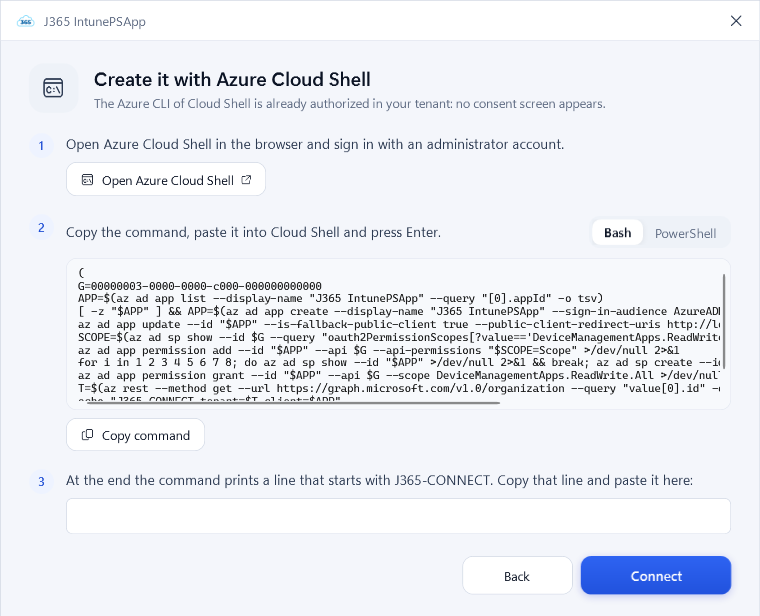 365 J365 IntunePSApp
Create it with Azure Cloud Shell
The Azure CLI of Cloud Shell is already authorized in your tenant: no consent screen appears.
1 Open Azure Cloud Shell in the browser and sign in with an administrator account.
Open Azure Cloud Shell
2 Copy the command, paste it into Cloud Shell and press Enter.
Bash PowerShell
(
G=00000003-0000-0000-c000-000000000000
APP=$(az ad app list --display-name "J365 IntunePSApp" --query "[0].appId" -o tsv)
[ -z "$APP" ] && APP=$(az ad app create --display-name "J365 IntunePSApp" --sign-in-audience AzureAD
az ad app update --id "$APP" --is-fallback-public-client true --public-client-redirect-uris http://lo
SCOPE=$(az ad sp show --id $G --query "oauth2PermissionScopes[?value=='DeviceManagementApps.ReadWrite
az ad app permission add --id "$APP" --api $G --api-permissions "$SCOPE=Scope" >/dev/null 2>&1
for i in 1 2 3 4 5 6 7 8; do az ad sp show --id "$APP" >/dev/null 2>&1 && break; az ad sp create --i
az ad app permission grant --id "$APP" --api $G --scope DeviceManagementApps.ReadWrite.All >/dev/nul
T=$(az rest --method get --url https://graph.microsoft.com/v1.0/organization --query "value[0].id" -
echo "J365-CONNECT tenant=$T client=$APP"
Copy command
3 At the end the command prints a line that starts with J365-CONNECT. Copy that line and paste it here:
Back Connect